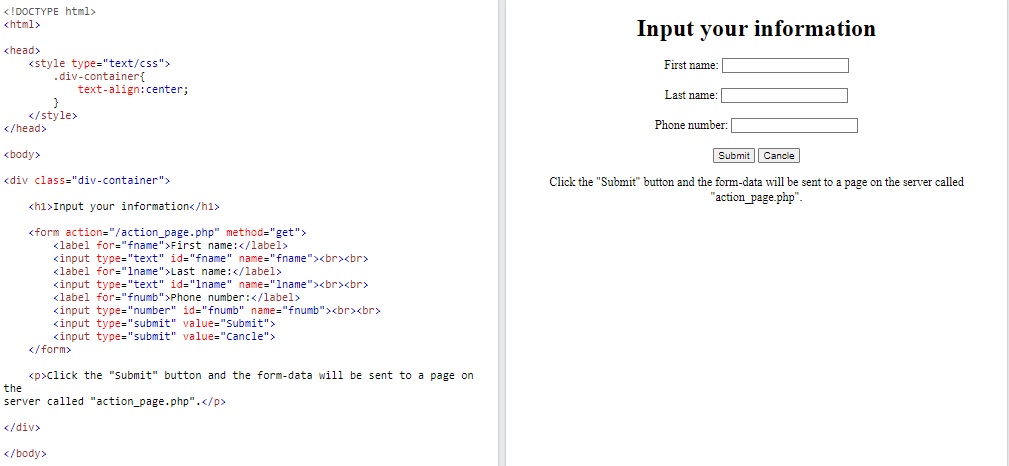 <!DOCTYPE html>
<html>
<head>
<style type="text/css">
.div-container{
text-align:center;
}
</style>
</head>
<body>
<div class="div-container">
<h1>Input your information</h1>
<form action="/action_page.php" method="get">
<label for="fname">First name:</label>
<input type="text" id="fname" name="fname"><br><br>
<label for="lname">Last name:</label>
<input type="text" id="lname" name="lname"><br><br>
<label for="fnumb">Phone number:</label>
<input type="number" id="fnumb" name="fnumb"><br><br>
<input type="submit" value="Submit">
<input type="submit" value="Cancle">
</form>
<p>Click the "Submit" button and the form-data will be sent to a page on
the
server called "action_page.php".</p>
</div>
</body>
Input your information
First name:
Last name:
Phone number:
Submit Cancle
Click the "Submit" button and the form-data will be sent to a page on the server called
"action_page.php".